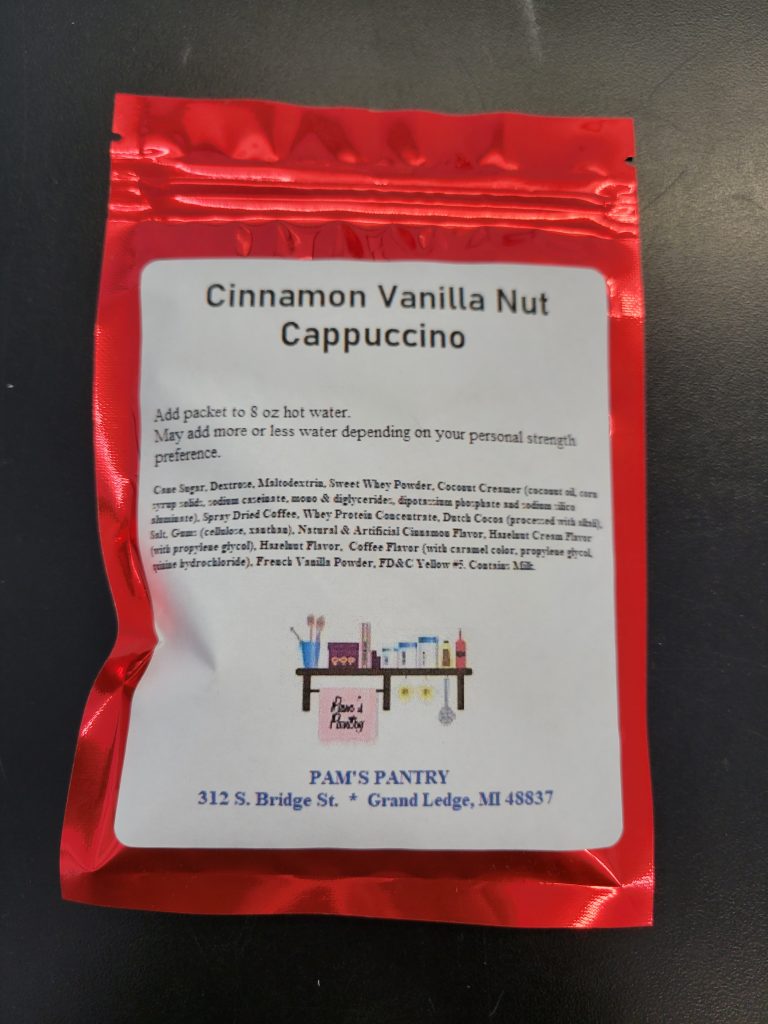 Cinnamon Vanilla Nut
Cappuccino
Add packet to 8 oz hot water.
May add more or less water depending on your personal strength
preference.
Cane Sugar, Dextrose, Maltodextrin, Sweet Whey Powder, Coconut Creamer (coconut oil, corn
syrup solids, sodium caseinate, mono & diglycerides, dipotassium phosphate and sodium silico
aluminate), Spray Dried Coffee, Whey Protein Concentrate, Dutch Cocoa (processed with alkali),
Salt, Gums (cellulose, xanthan), Natural & Artificial Cinnamon Flavor, Hazelnut Cream Flavor
(with propylene glycol), Hazelnut Flavor, Coffee Flavor (with caramel color, propylene glycol,
quinine hydrochloride), French Vanilla Powder, FD&C Yellow #5. Contains Milk.
Pam's
Pantry
PAM'S PANTRY
312 S. Bridge St. * Grand Ledge, MI 48837